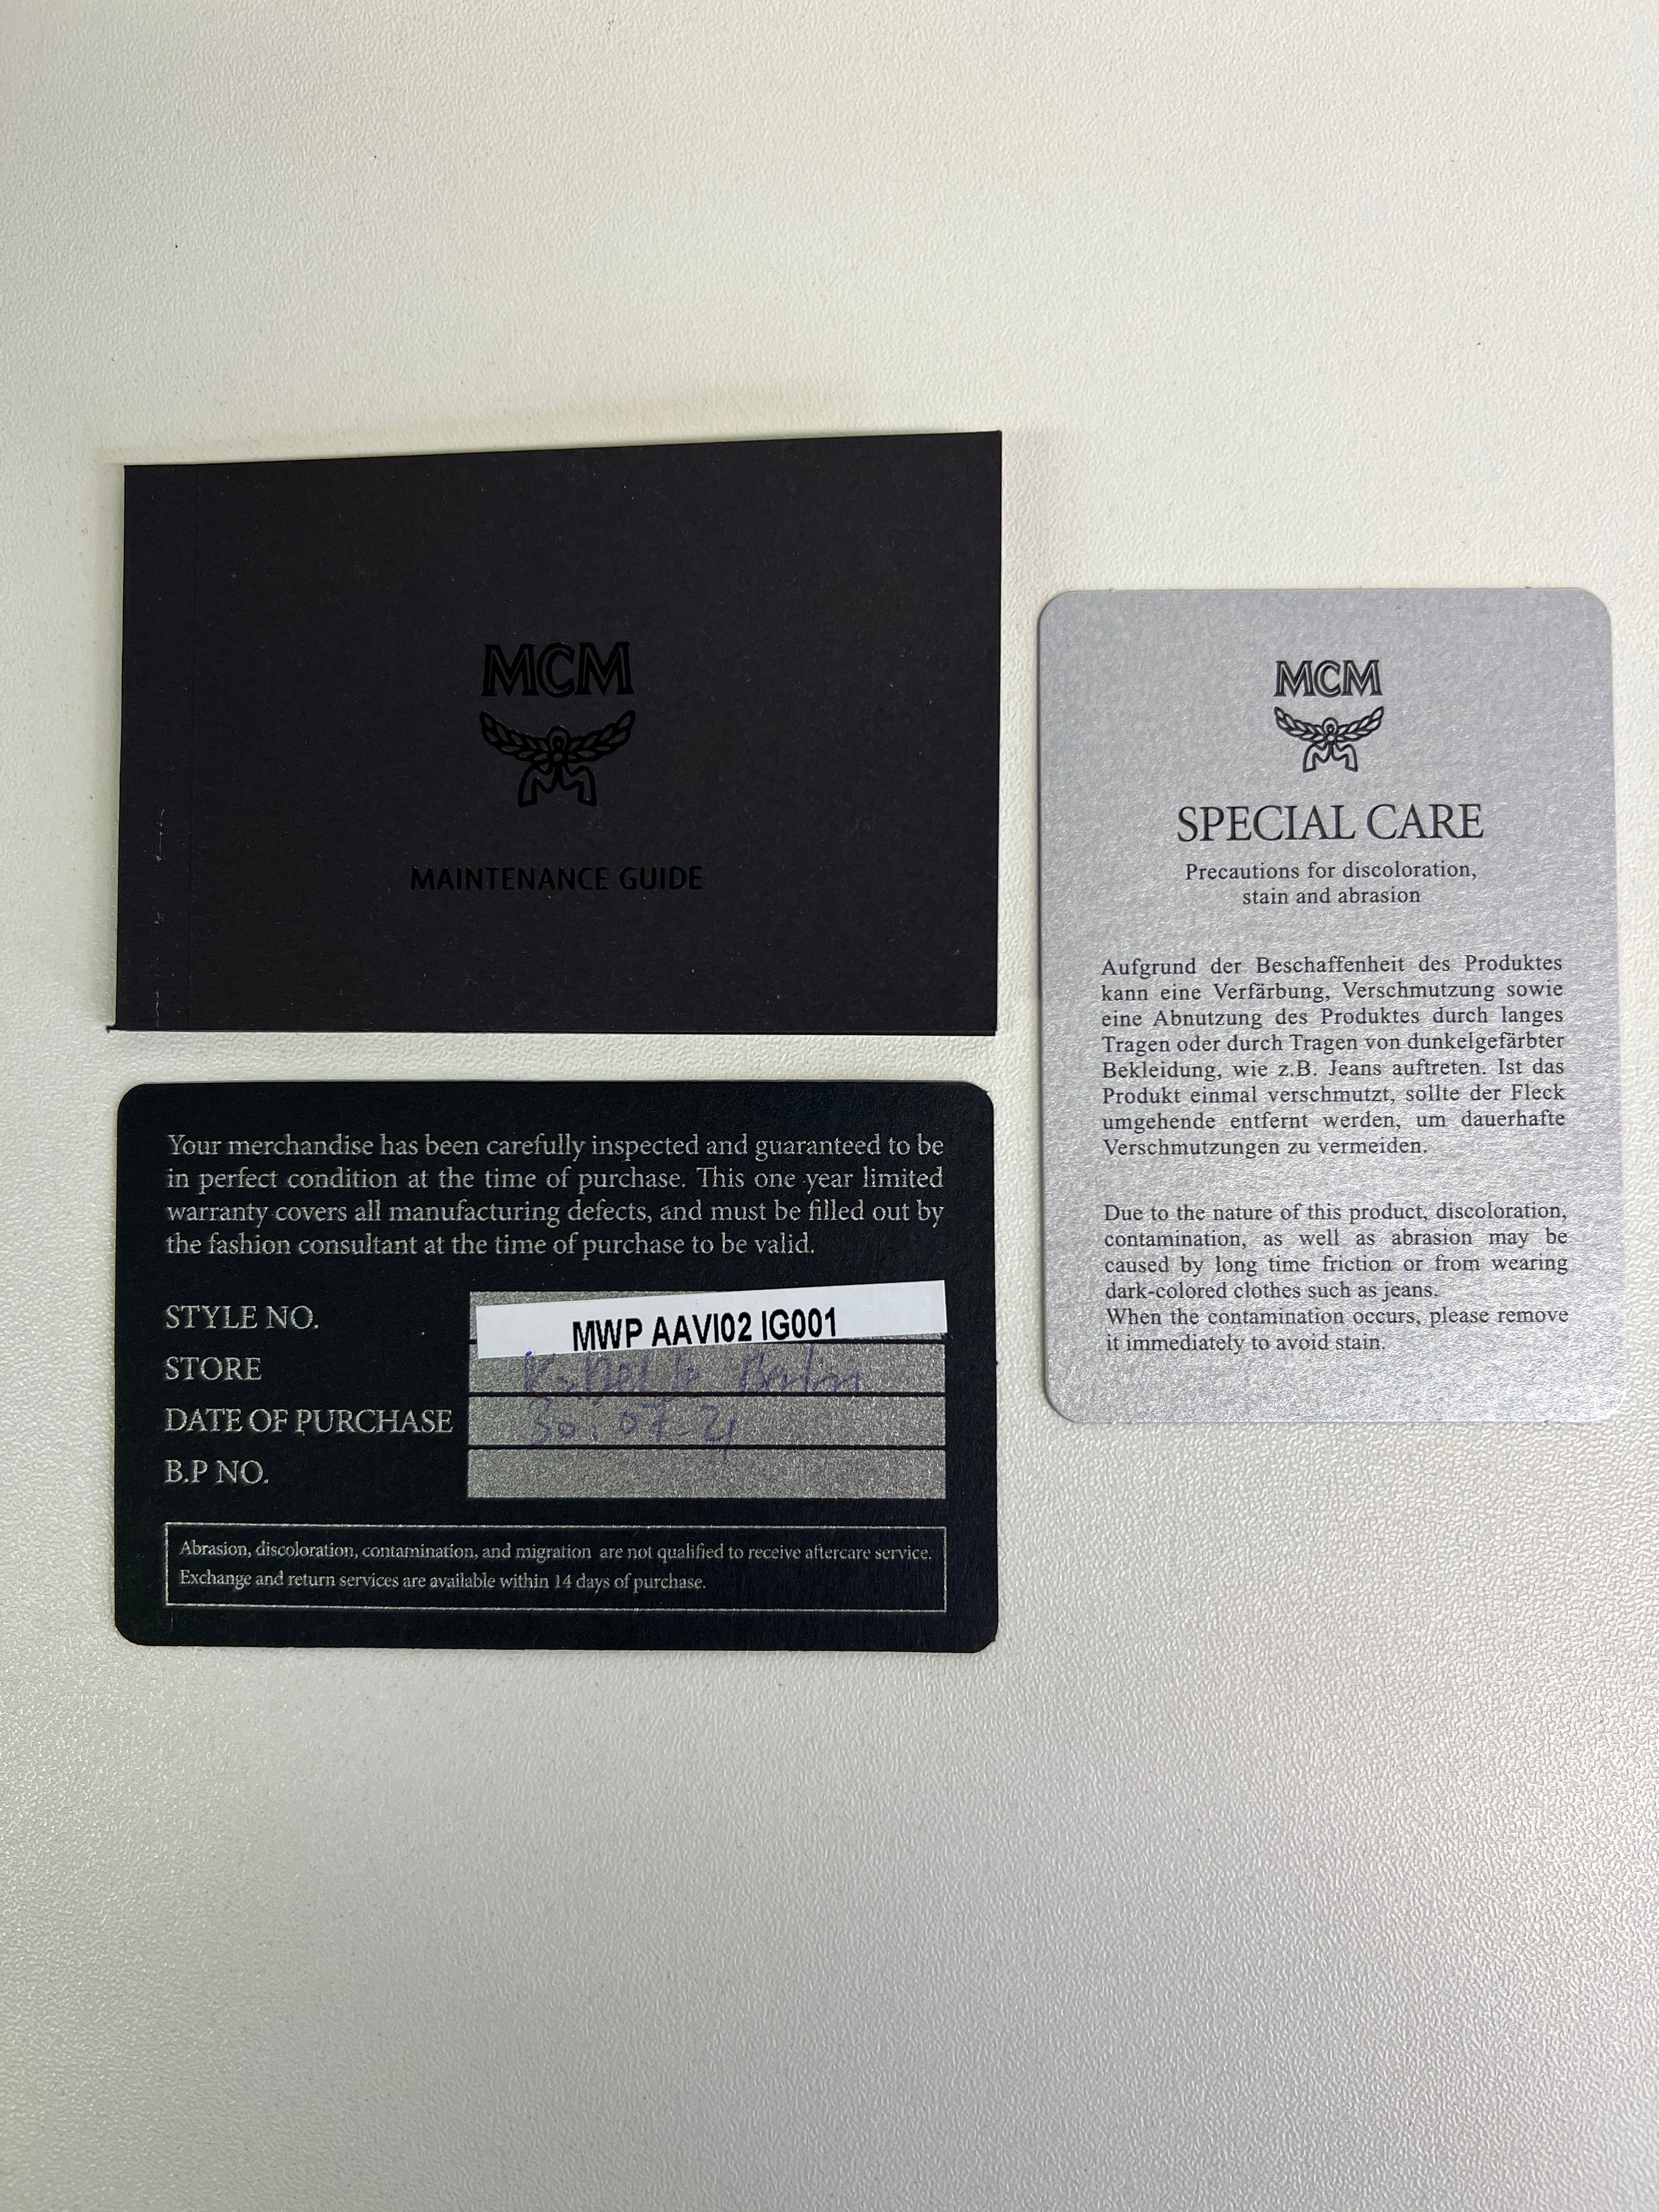 MCM
MAINTENANCE GUIDE
Your merchandise has been carefully inspected and guaranteed to be
in perfect condition at the time of purchase. This one year limited
warranty covers all manufacturing defects, and must be filled out by
the fashion consultant at the time of purchase to be valid.
STYLE NO. MWP AAVI02 IG001
STORE Berlin
DATE OF PURCHASE 30.07.21
B.P NO.
Abrasion, discoloration, contamination, and migration are not qualified to receive aftercare service.
Exchange and return services are available within 14 days of purchase.
MCM
SPECIAL CARE
Precautions for discoloration,
stain and abrasion
Aufgrund der Beschaffenheit des Produktes
kann eine Verfärbung, Verschmutzung sowie
eine Abnutzung des Produktes durch langes
Tragen oder durch Tragen von dunkelgefärbter
Bekleidung, wie z.B. Jeans auftreten. Ist das
Produkt einmal verschmutzt, sollte der Fleck
umgehende entfernt werden, um dauerhafte
Verschmutzungen zu vermeiden.
Due to the nature of this product, discoloration,
contamination, as well as abrasion may be
caused by long time friction or from wearing
dark-colored clothes such as jeans.
When the contamination occurs, please remove
it immediately to avoid stain.